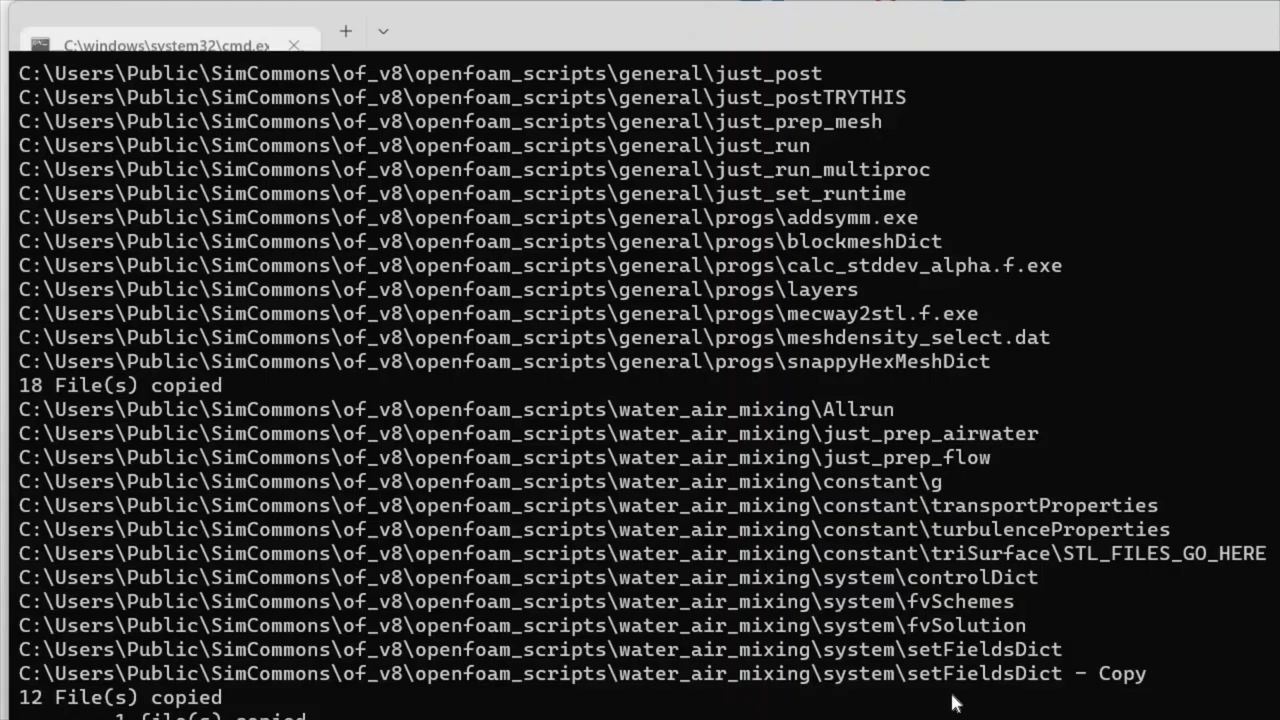 C:\windows\system32\cmd.ex
C:\Users\Public\SimCommons\of_v8\openfoam_scripts\general\just_post
C:\Users\Public\SimCommons\of_v8\openfoam_scripts\general\just_postTRYTHIS
C:\Users\Public\SimCommons\of_v8\openfoam_scripts\general\just_prep_mesh
C:\Users\Public\SimCommons\of_v8\openfoam_scripts\general\just_run
C:\Users\Public\SimCommons\of_v8\openfoam_scripts\general\just_run_multiproc
C:\Users\Public\SimCommons\of_v8\openfoam_scripts\general\just_set_runtime
C:\Users\Public\SimCommons\of_v8\openfoam_scripts\general\progs\addsymm.exe
C:\Users\Public\SimCommons\of_v8\openfoam_scripts\general\progs\blockmeshDict
C:\Users\Public\SimCommons\of_v8\openfoam_scripts\general\progs\calc_stddev_alpha.f.exe
C:\Users\Public\SimCommons\of_v8\openfoam_scripts\general\progs\layers
C:\Users\Public\SimCommons\of_v8\openfoam_scripts\general\progs\mecway2stl.f.exe
C:\Users\Public\SimCommons\of_v8\openfoam_scripts\general\progs\meshdensity_select.dat
C:\Users\Public\SimCommons\of_v8\openfoam_scripts\general\progs\snappyHexMeshDict
18 File(s) copied
C:\Users\Public\SimCommons\of_v8\openfoam_scripts\water_air_mixing\Allrun
C:\Users\Public\SimCommons\of_v8\openfoam_scripts\water_air_mixing\just_prep_airwater
C:\Users\Public\SimCommons\of_v8\openfoam_scripts\water_air_mixing\just_prep_flow
C:\Users\Public\SimCommons\of_v8\openfoam_scripts\water_air_mixing\constant\g
C:\Users\Public\SimCommons\of_v8\openfoam_scripts\water_air_mixing\constant\transportProperties
C:\Users\Public\SimCommons\of_v8\openfoam_scripts\water_air_mixing\constant\turbulenceProperties
C:\Users\Public\SimCommons\of_v8\openfoam_scripts\water_air_mixing\constant\triSurface\STL_FILES_GO_HERE
C:\Users\Public\SimCommons\of_v8\openfoam_scripts\water_air_mixing\system\controlDict
C:\Users\Public\SimCommons\of_v8\openfoam_scripts\water_air_mixing\system\fvSchemes
C:\Users\Public\SimCommons\of_v8\openfoam_scripts\water_air_mixing\system\fvSolution
C:\Users\Public\SimCommons\of_v8\openfoam_scripts\water_air_mixing\system\setFieldsDict
C:\Users\Public\SimCommons\of_v8\openfoam_scripts\water_air_mixing\system\setFieldsDict - Copy
12 File(s) copied
1 file(s) copied